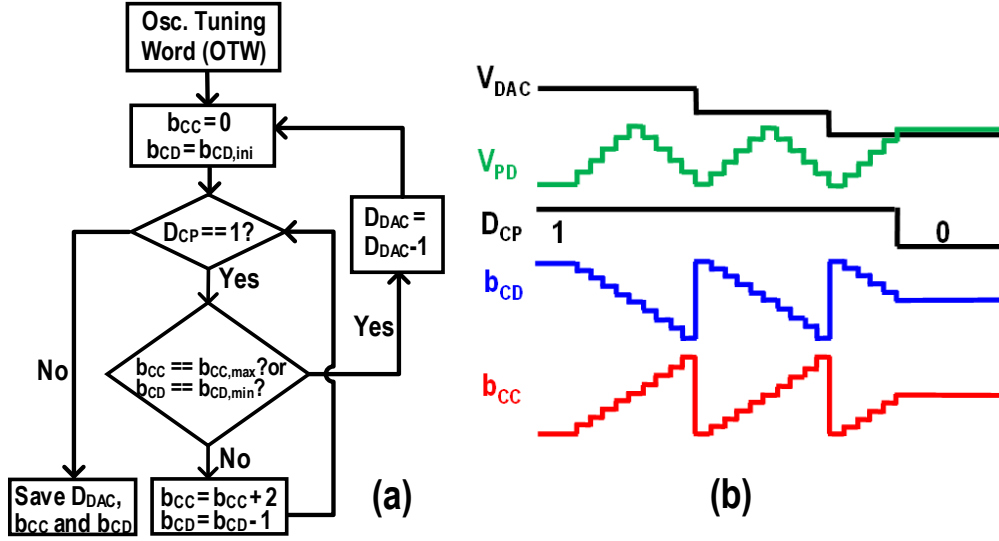 Osc. Tuning
Word (OTW)
bCC=0
bCD=bCD,ini
DCP==1?
Yes
DDAC=
DDAC-1
Yes
No
bCC == bCC,max?or
bCD == bCD,min?
No
Save DDAC,
bCC and bCD
bCC=bCC+2
bCD=bCD-1
(a)
VDAC
VPD
DCP
1
0
bCD
bCC
(b)